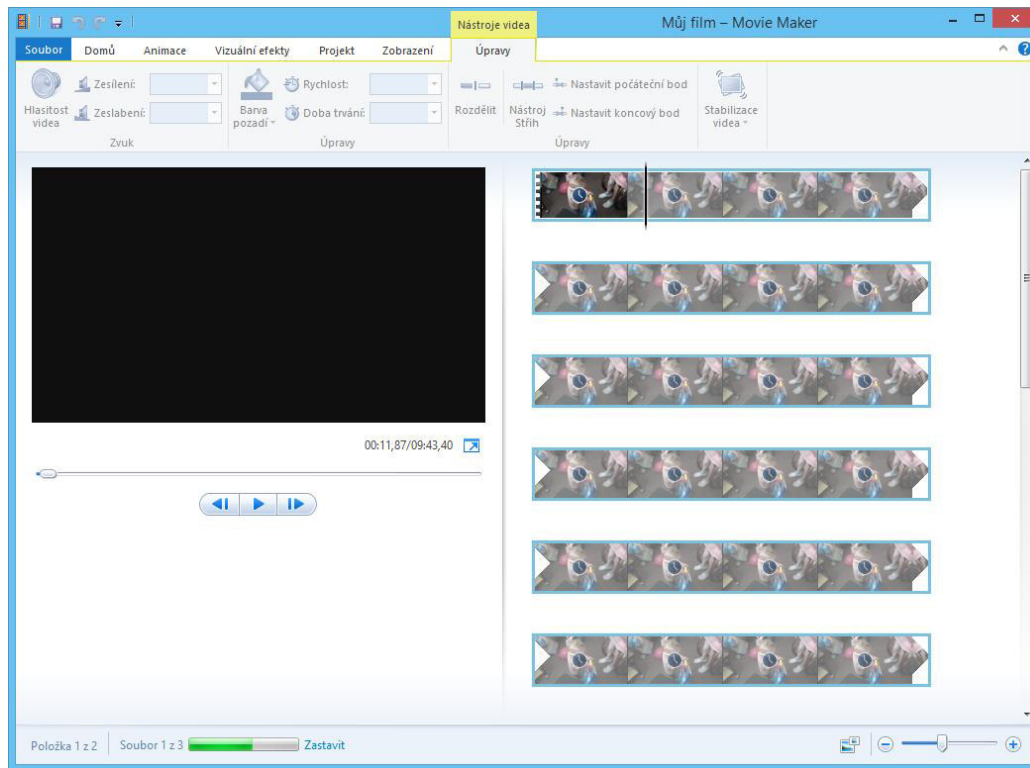 Nástroje videa
Můj film – Movie Maker
Soubor Domů Animace Vizuální efekty Projekt Zobrazení Úpravy
Hlasitost videa
Zesílení:
Zeslabení:
Zvuk
Barva pozadí
Rychlost:
Doba trvání:
Úpravy
Rozdělit
Nástroj Střih
Nastavit počáteční bod
Nastavit koncový bod
Úpravy
Stabilizace videa
00:11,87/09:43,40
Položka 1 z 2 Soubor 1 z 3 Zastavit